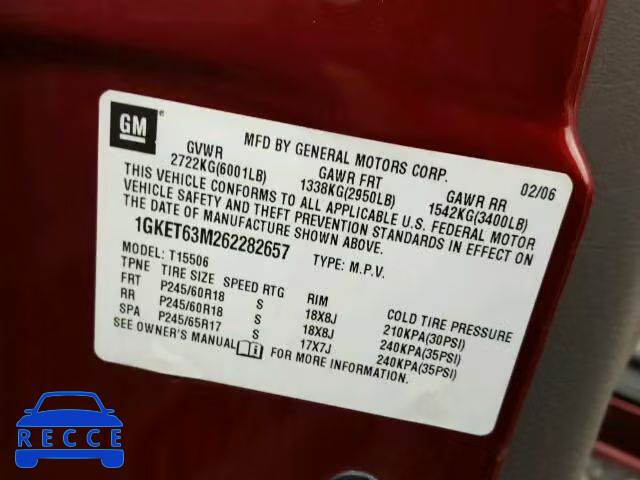 GM
MFD BY GENERAL MOTORS CORP. 02/06
GVWR GAWR FRT GAWR RR
2722KG(6001LB) 1338KG(2950LB) 1542KG(3400LB)
THIS VEHICLE CONFORMS TO ALL APPLICABLE U.S. FEDERAL MOTOR
VEHICLE SAFETY AND THEFT PREVENTION STANDARDS IN EFFECT ON
THE DATE OF MANUFACTURE SHOWN ABOVE.
1GKET63M262282657 TYPE: M.P.V.
MODEL: T15506
TPNE TIRE SIZE SPEED RTG RIM COLD TIRE PRESSURE
FRT P245/60R18 S 18X8J 210KPA(30PSI)
RR P245/60R18 S 18X8J 240KPA(35PSI)
SPA P245/65R17 S 17X7J 240KPA(35PSI)
SEE OWNER'S MANUAL FOR MORE INFORMATION.
RECCE